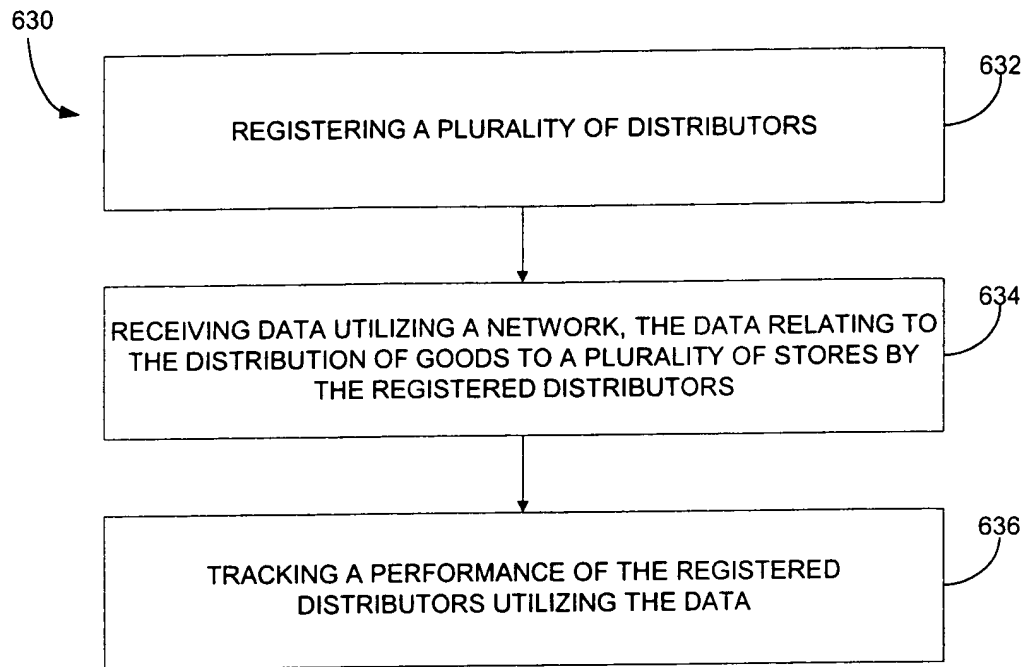 630
632
REGISTERING A PLURALITY OF DISTRIBUTORS
634
RECEIVING DATA UTILIZING A NETWORK, THE DATA RELATING TO
THE DISTRIBUTION OF GOODS TO A PLURALITY OF STORES BY
THE REGISTERED DISTRIBUTORS
636
TRACKING A PERFORMANCE OF THE REGISTERED
DISTRIBUTORS UTILIZING THE DATA